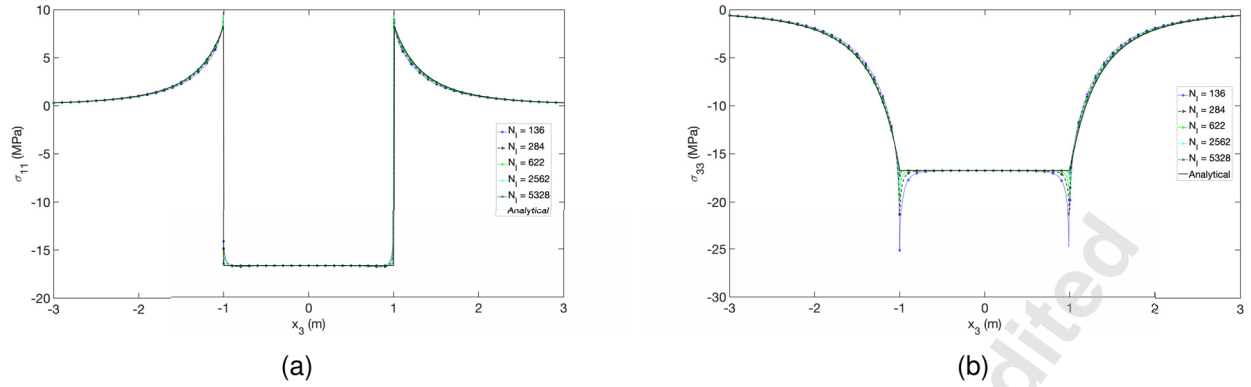 10
5
0
-5
-10
-15
-20
σ11 (MPa)
-3 -2 -1 0 1 2 3
x3 (m)
NI = 136
NI = 284
NI = 622
NI = 2562
NI = 5328
Analytical
(a)
0
-5
-10
-15
-20
-25
-30
σ33 (MPa)
-3 -2 -1 0 1 2 3
x3 (m)
NI = 136
NI = 284
NI = 622
NI = 2562
NI = 5328
Analytical
(b)
dited